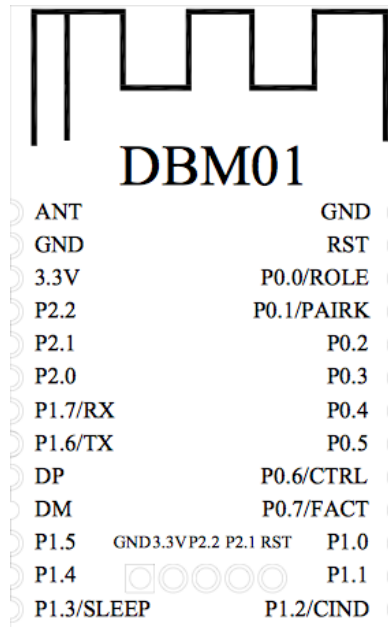 DBM01
ANT GND
GND RST
3.3V P0.0/ROLE
P2.2 P0.1/PAIRK
P2.1 P0.2
P2.0 P0.3
P1.7/RX P0.4
P1.6/TX P0.5
DP P0.6/CTRL
DM P0.7/FACT
P1.5 GND 3.3V P2.2 P2.1 RST P1.0
P1.4 P1.1
P1.3/SLEEP P1.2/CIND